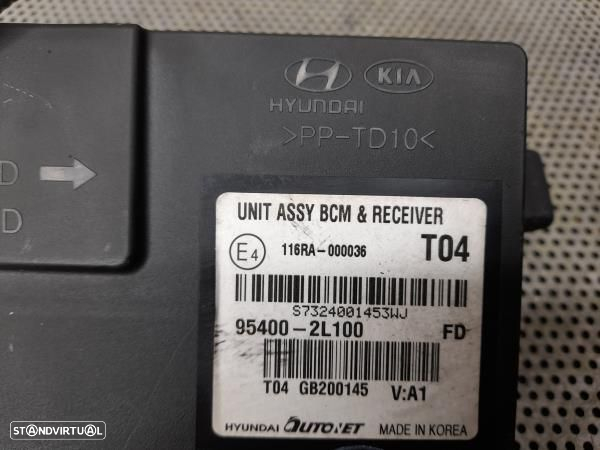 HYUNDAI KIA
>PP-TD10<
D
D
UNIT ASSY BCM & RECEIVER
E4 116RA-000036 T04
S7324001453WJ
95400-2L100 FD
T04 GB200145 V:A1
HYUNDAI AUTONET MADE IN KOREA
STANDVIRTUAL